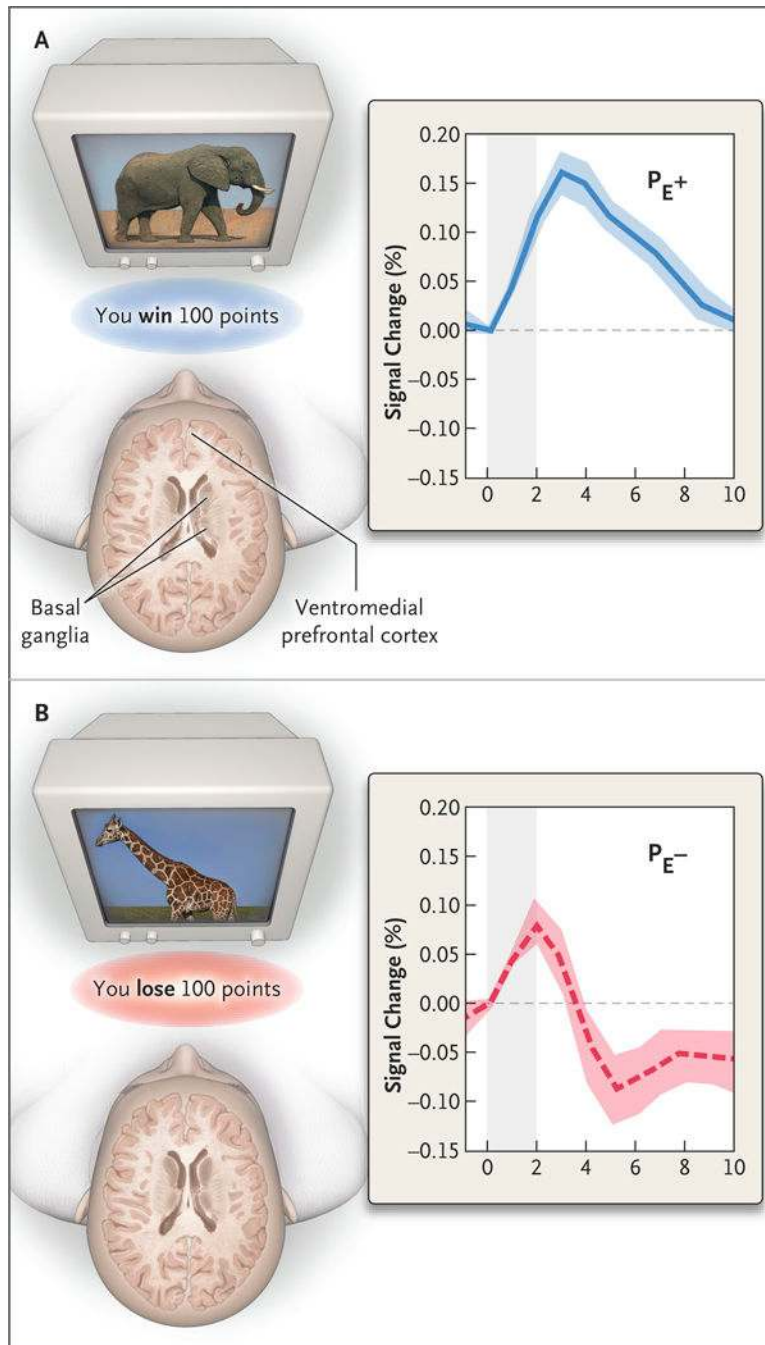 A
You win 100 points
Basal
ganglia
Ventromedial
prefrontal cortex
Signal Change (%)
0.20
0.15
0.10
0.05
0.00
−0.05
−0.10
−0.15
P_E+
0 2 4 6 8 10
B
You lose 100 points
Signal Change (%)
0.20
0.15
0.10
0.05
0.00
−0.05
−0.10
−0.15
P_E−
0 2 4 6 8 10